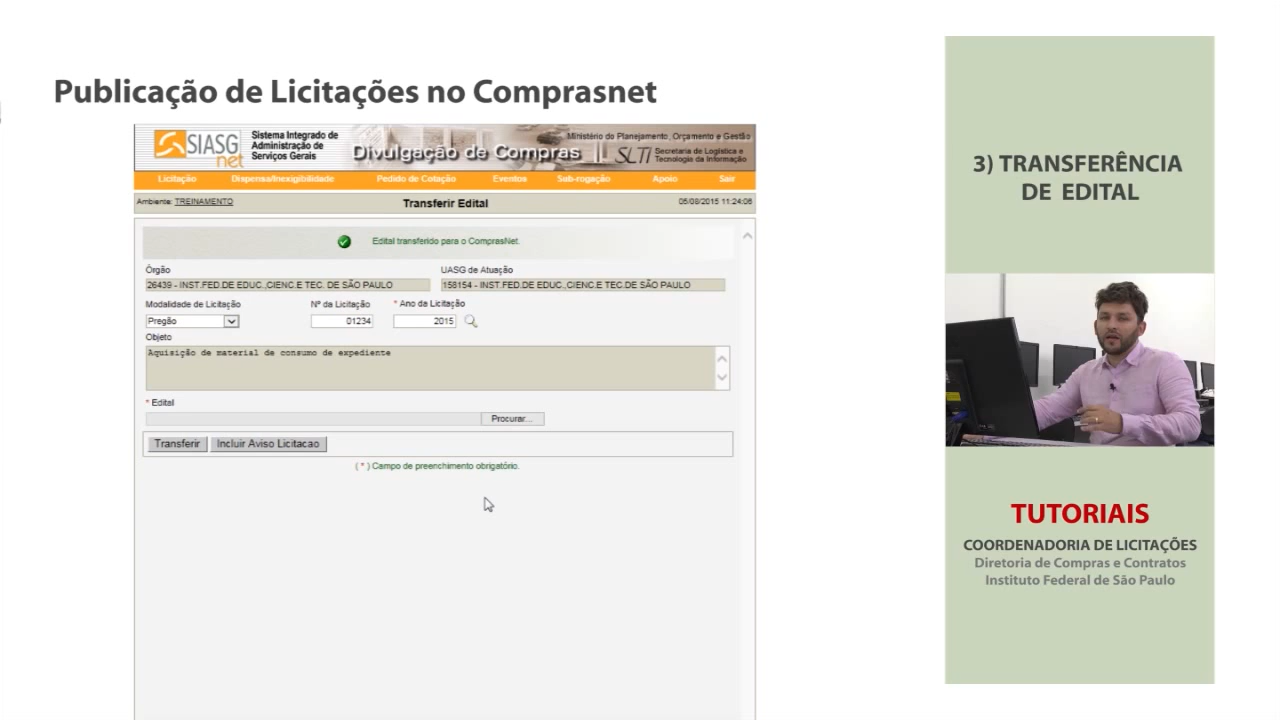 Publicação de Licitações no Comprasnet
SIASG
net
Sistema Integrado de
Administração de
Serviços Gerais
Divulgação de Compras
Ministério do Planejamento, Orçamento e Gestão
SLTI
Secretaria de Logística e
Tecnologia da Informação
Licitação Dispensa/Inexigibilidade Pedido de Cotação Eventos Sub-rogação Apoio Sair
Ambiente: TREINAMENTO Transferir Edital 05/08/2015 11:24:06
Edital transferido para o ComprasNet.
Órgão UASG de Atuação
26439 - INST.FED.DE EDUC.,CIENC.E TEC. DE SÃO PAULO 158154 - INST.FED.DE EDUC.,CIENC.E TEC.DE SÃO PAULO
Modalidade de Licitação Nº da Licitação * Ano da Licitação
Pregão 01234 2015
Objeto
Aquisição de material de consumo de expediente
* Edital
Procurar...
Transferir Incluir Aviso Licitacao
( * ) Campo de preenchimento obrigatório.
3) TRANSFERÊNCIA
DE EDITAL
TUTORIAIS
COORDENADORIA DE LICITAÇÕES
Diretoria de Compras e Contratos
Instituto Federal de São Paulo